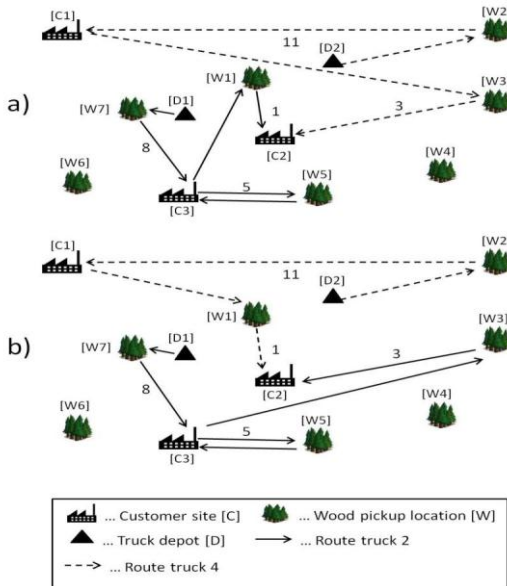 [C1]
[W2]
11
[D2]
[W1]
[W3]
a)
[D1]
[W7]
1
3
[C2]
8
[W4]
[W6]
5
[W5]
[C3]
[C1]
[W2]
11
[D2]
[W1]
[W3]
b)
[D1]
[W7]
1
3
8
[C2]
[W4]
[W6]
5
[W5]
[C3]
... Customer site [C] ... Wood pickup location [W]
... Truck depot [D] ... Route truck 2
... Route truck 4